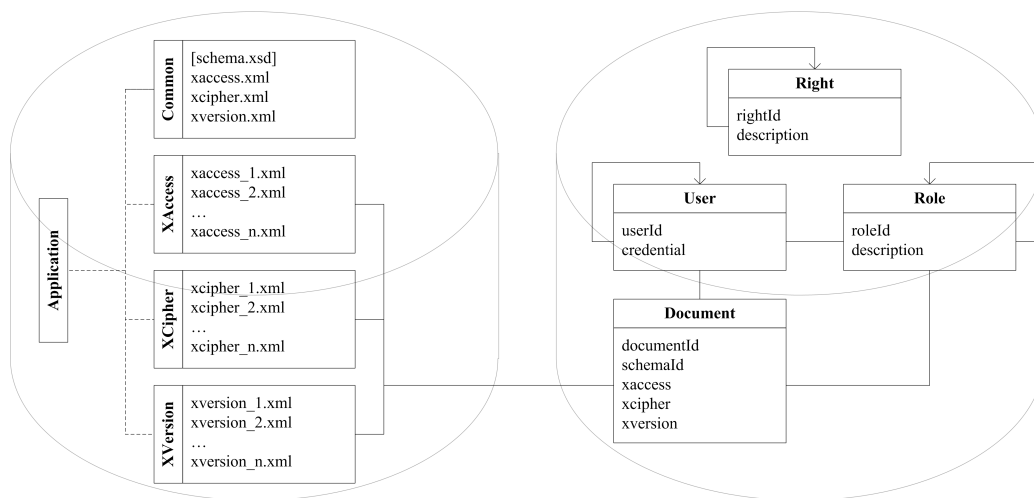 Application
Common
[schema.xsd]
xaccess.xml
xcipher.xml
xversion.xml
XAccess
xaccess_1.xml
xaccess_2.xml
…
xaccess_n.xml
XCipher
xcipher_1.xml
xcipher_2.xml
…
xcipher_n.xml
XVersion
xversion_1.xml
xversion_2.xml
…
xversion_n.xml
Right
rightId
description
User
userId
credential
Role
roleId
description
Document
documentId
schemaId
xaccess
xcipher
xversion